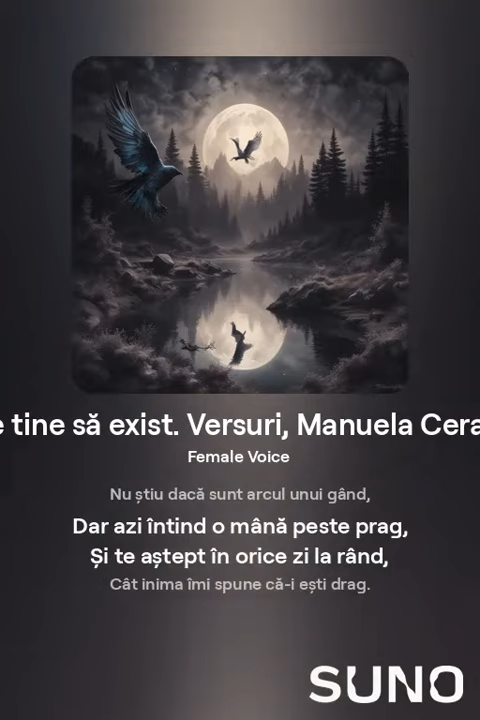 e tine să exist. Versuri, Manuela Cera
Female Voice
Nu știu dacă sunt arcul unui gând,
Dar azi întind o mână peste prag,
Și te aștept în orice zi la rând,
Cât inima îmi spune că-i ești drag.
SUNO